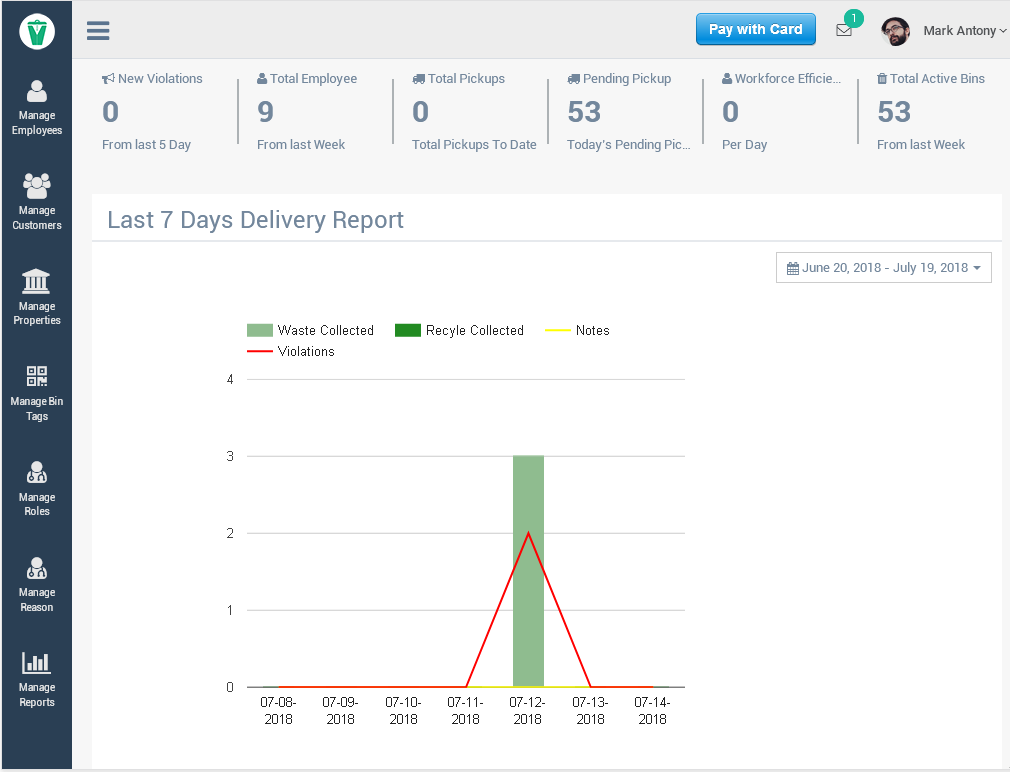 Pay with Card
1
Mark Antony
New Violations
0
From last 5 Day
Total Employee
9
From last Week
Total Pickups
0
Total Pickups To Date
Pending Pickup
53
Today's Pending Pic...
Workforce Efficie...
0
Per Day
Total Active Bins
53
From last Week
Manage
Employees
Manage
Customers
Manage
Properties
Manage Bin
Tags
Manage
Roles
Manage
Reason
Manage
Reports
Last 7 Days Delivery Report
June 20, 2018 - July 19, 2018
Waste Collected Recyle Collected Notes
Violations
4
3
2
1
0
07-08- 07-09- 07-10- 07-11- 07-12- 07-13- 07-14-
2018 2018 2018 2018 2018 2018 2018